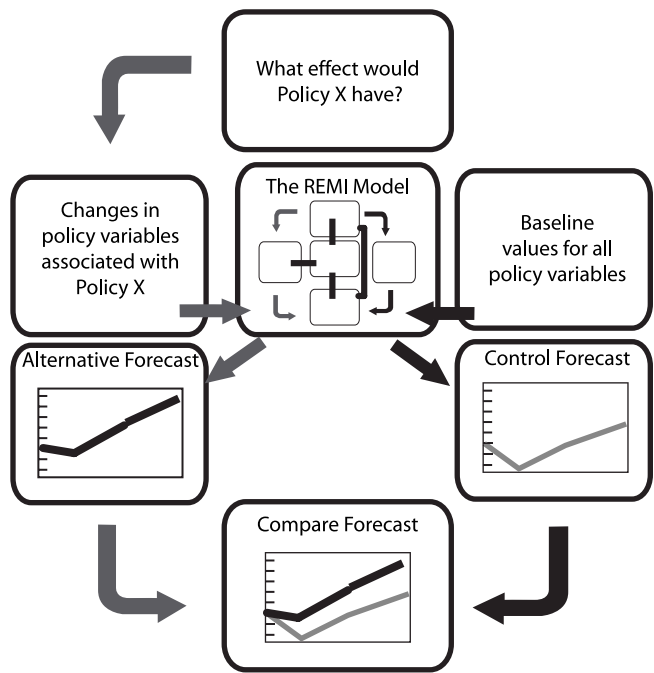 What effect would
Policy X have?
Changes in
policy variables
associated with
Policy X
The REMI Model
Baseline
values for all
policy variables
Alternative Forecast
Control Forecast
Compare Forecast